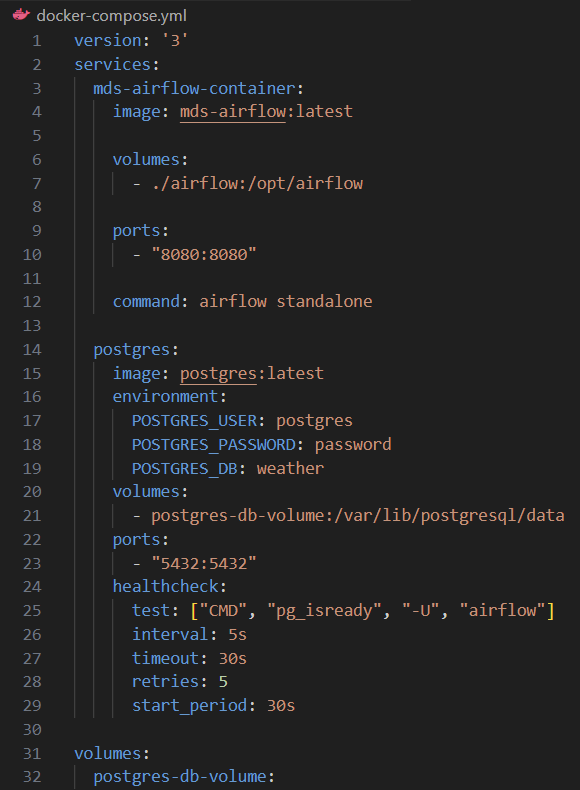 docker-compose.yml
1 version: '3'
2 services:
3   mds-airflow-container:
4     image: mds-airflow:latest
5
6     volumes:
7       - ./airflow:/opt/airflow
8
9     ports:
10       - "8080:8080"
11
12     command: airflow standalone
13
14   postgres:
15     image: postgres:latest
16     environment:
17       POSTGRES_USER: postgres
18       POSTGRES_PASSWORD: password
19       POSTGRES_DB: weather
20     volumes:
21       - postgres-db-volume:/var/lib/postgresql/data
22     ports:
23       - "5432:5432"
24     healthcheck:
25       test: ["CMD", "pg_isready", "-U", "airflow"]
26       interval: 5s
27       timeout: 30s
28       retries: 5
29       start_period: 30s
30
31 volumes:
32   postgres-db-volume: